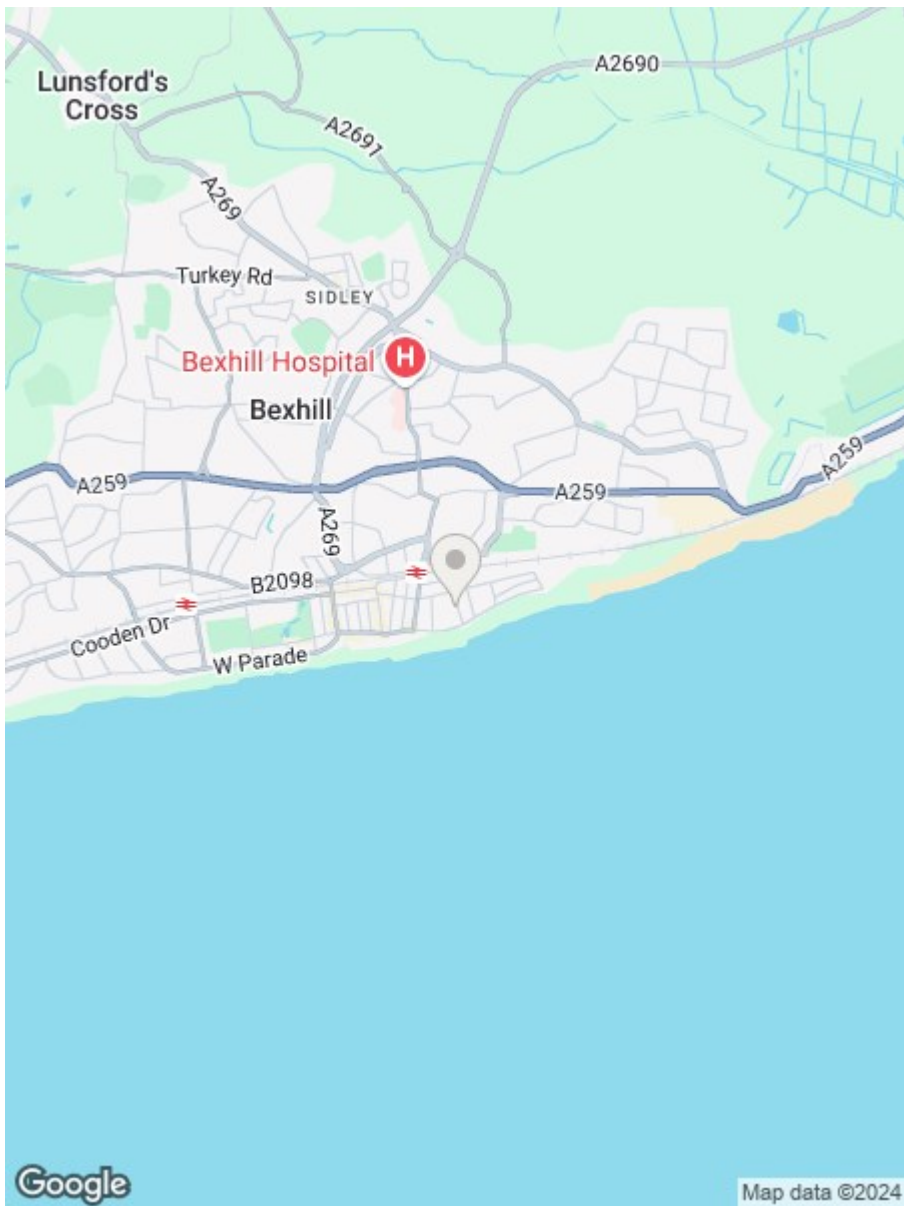 A2690
Lunsford's
Cross
A2691
A269
Turkey Rd
SIDLEY
Bexhill Hospital
H
Bexhill
A259
A259
A259
A269
B2098
Cooden Dr
W Parade
Google
Map data ©2024